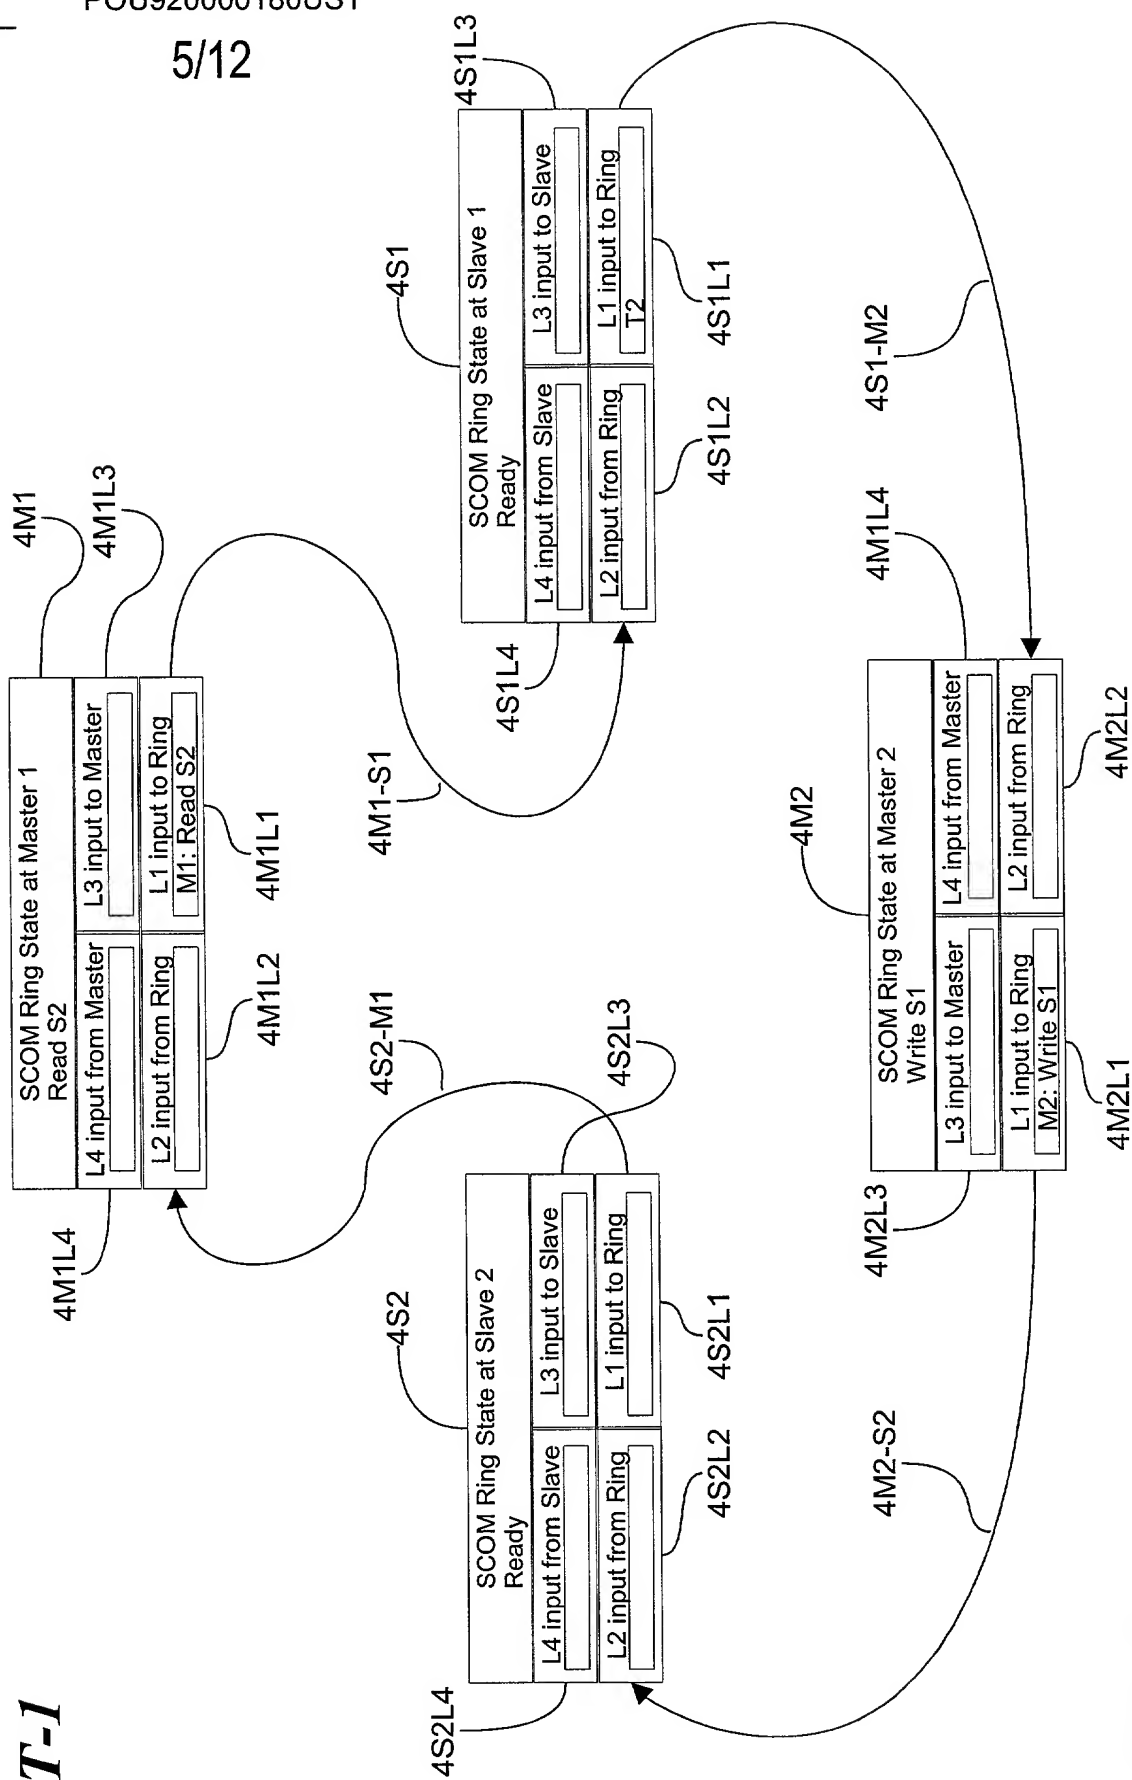 POU920000180US1
5/12
T-1
4M1
4M1L3
SCOM Ring State at Master 1
Read S2
L4 input from Master
L3 input to Master
L2 input from Ring
L1 input to Ring
M1: Read S2
4M1L4
4M1L2
4M1L1
4S2-M1
4M1-S1
4S1
4S1L3
SCOM Ring State at Slave 1
Ready
L4 input from Slave
L3 input to Slave
L2 input from Ring
L1 input to Ring
T2
4S1L4
4S1L2
4S1L1
4S2
4S2L3
SCOM Ring State at Slave 2
Ready
L4 input from Slave
L3 input to Slave
L2 input from Ring
L1 input to Ring
4S2L4
4S2L2
4S2L1
4M2-S2
4S1-M2
4M2
4M1L4
SCOM Ring State at Master 2
Write S1
L3 input to Master
L4 input from Master
L1 input to Ring
M2: Write S1
L2 input from Ring
4M2L3
4M2L1
4M2L2